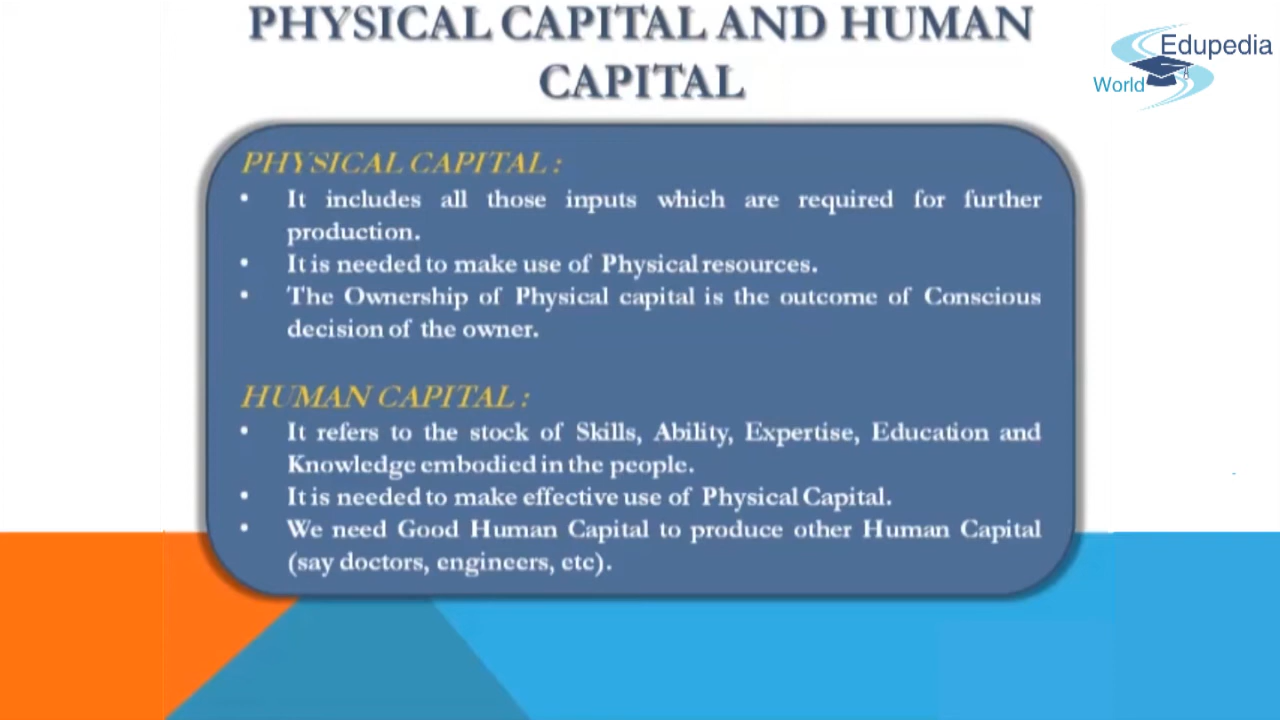 PHYSICAL CAPITAL AND HUMAN
CAPITAL
Edupedia
World
PHYSICAL CAPITAL :
• It includes all those inputs which are required for further
production.
• It is needed to make use of Physical resources.
• The Ownership of Physical capital is the outcome of Conscious
decision of the owner.
HUMAN CAPITAL :
• It refers to the stock of Skills, Ability, Expertise, Education and
Knowledge embodied in the people.
• It is needed to make effective use of Physical Capital.
• We need Good Human Capital to produce other Human Capital
(say doctors, engineers, etc).